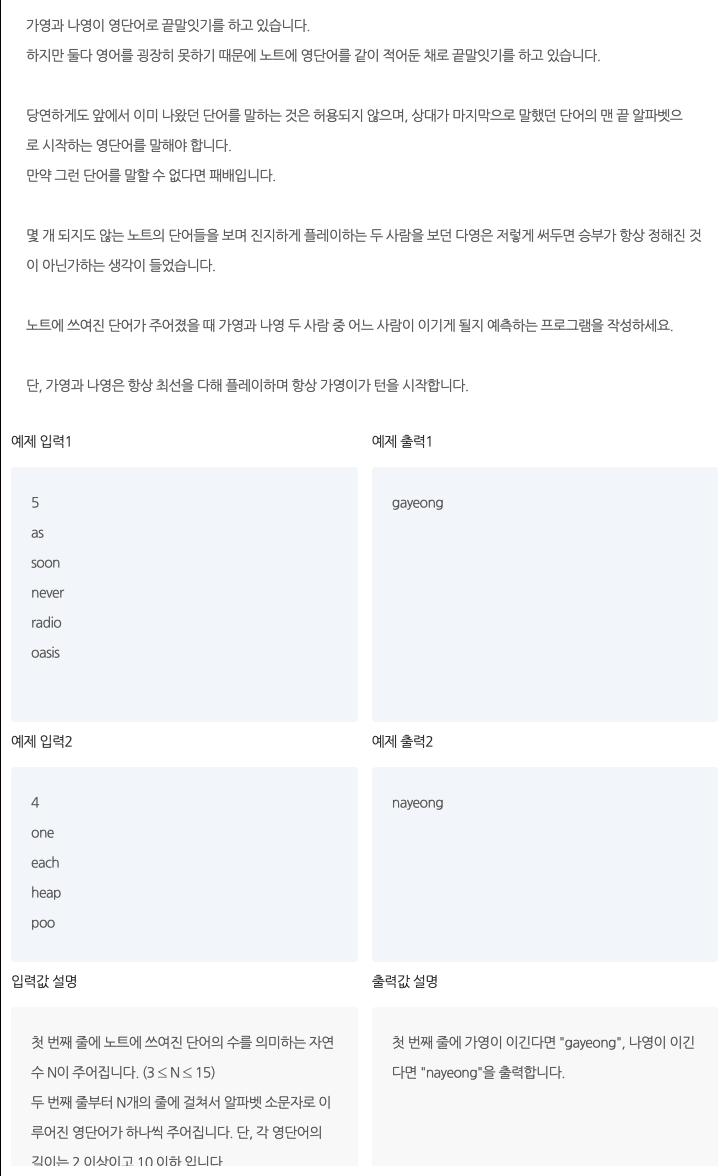 가영과 나영이 영단어로 끝말잇기를 하고 있습니다.
하지만 둘다 영어를 굉장히 못하기 때문에 노트에 영단어를 같이 적어둔 채로 끝말잇기를 하고 있습니다.
당연하게도 앞에서 이미 나왔던 단어를 말하는 것은 허용되지 않으며, 상대가 마지막으로 말했던 단어의 맨 끝 알파벳으
로 시작하는 영단어를 말해야 합니다.
만약 그런 단어를 말할 수 없다면 패배입니다.
몇 개 되지도 않는 노트의 단어들을 보며 진지하게 플레이하는 두 사람을 보던 다영은 저렇게 써두면 승부가 항상 정해진 것
이 아닌가하는 생각이 들었습니다.
노트에 쓰여진 단어가 주어졌을 때 가영과 나영 두 사람 중 어느 사람이 이기게 될지 예측하는 프로그램을 작성하세요.
단, 가영과 나영은 항상 최선을 다해 플레이하며 항상 가영이가 턴을 시작합니다.
예제 입력1
5
as
soon
never
radio
oasis
예제 출력1
gayeong
예제 입력2
4
one
each
heap
poo
예제 출력2
nayeong
입력값 설명
첫 번째 줄에 노트에 쓰여진 단어의 수를 의미하는 자연
수 N이 주어집니다. (3 ≤ N ≤ 15)
두 번째 줄부터 N개의 줄에 걸쳐서 알파벳 소문자로 이
루어진 영단어가 하나씩 주어집니다. 단, 각 영단어의
길이는 2 이상이고 10 이하 입니다
출력값 설명
첫 번째 줄에 가영이 이긴다면 "gayeong", 나영이 이긴
다면 "nayeong"을 출력합니다.